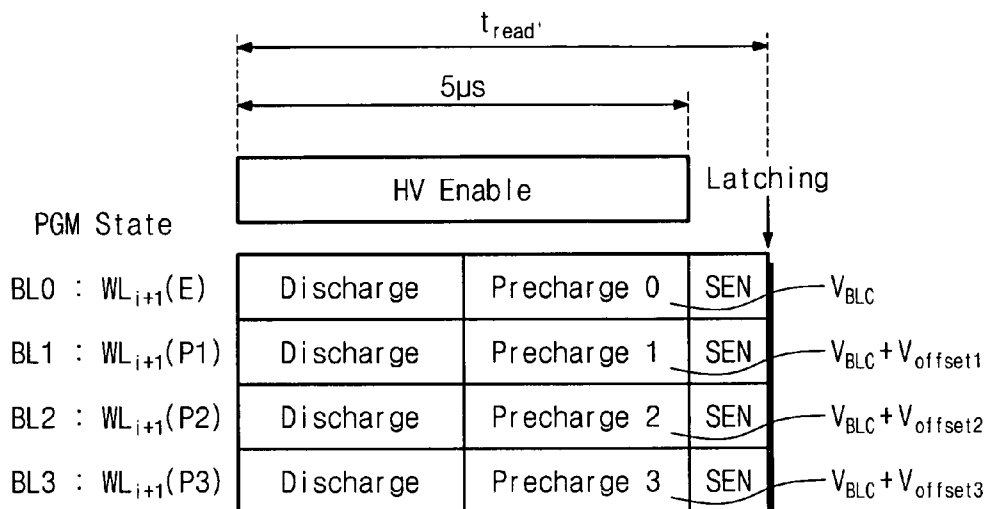 t_read'
5µs
HV Enable
Latching
PGM State
BL0 : WL_i+1(E) Discharge Precharge 0 SEN V_BLC
BL1 : WL_i+1(P1) Discharge Precharge 1 SEN V_BLC+V_offset1
BL2 : WL_i+1(P2) Discharge Precharge 2 SEN V_BLC+V_offset2
BL3 : WL_i+1(P3) Discharge Precharge 3 SEN V_BLC+V_offset3